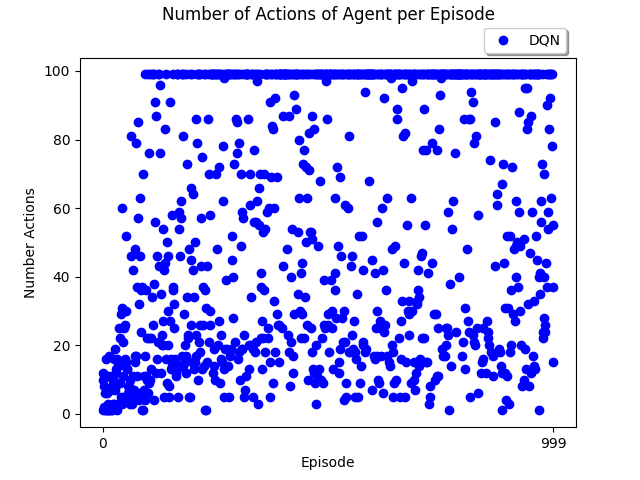 Number of Actions of Agent per Episode
DQN
100
80
60
40
20
0
Number Actions
0
999
Episode